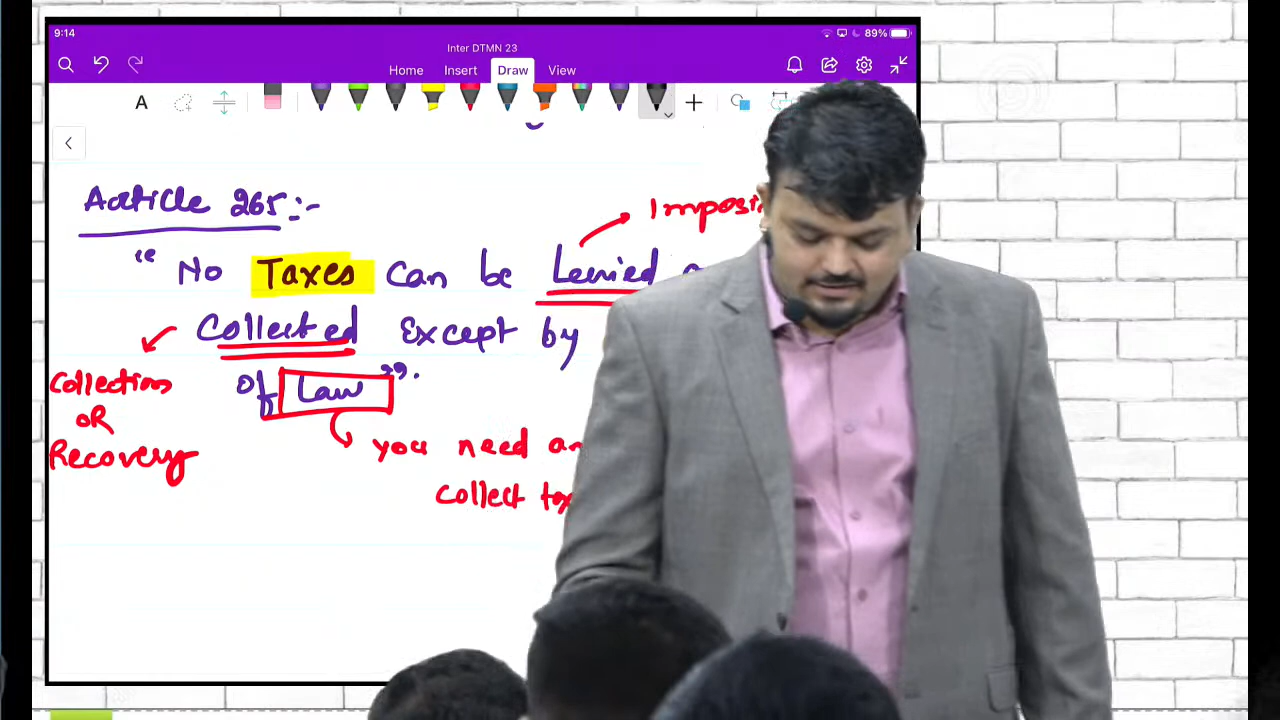 9:14
89%
Inter DTMN 23
Home Insert Draw View
A
Article 265:-
Imposi
" No Taxes can be Levied
Collected Except by
of Law ".
Collection
OR
Recovery
you need an
collect tax